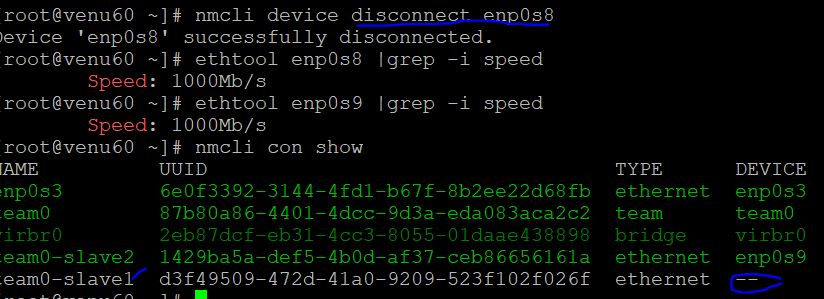 [root@venu60 ~]# nmcli device disconnect enp0s8
Device 'enp0s8' successfully disconnected.
[root@venu60 ~]# ethtool enp0s8 |grep -i speed
Speed: 1000Mb/s
[root@venu60 ~]# ethtool enp0s9 |grep -i speed
Speed: 1000Mb/s
[root@venu60 ~]# nmcli con show
NAME UUID TYPE DEVICE
enp0s3 6e0f3392-3144-4fd1-b67f-8b2ee22d68fb ethernet enp0s3
team0 87b80a86-4401-4dcc-9d3a-eda083aca2c2 team team0
virbr0 2eb87dcf-eb31-4cc3-8055-01daae438898 bridge virbr0
team0-slave2 1429ba5a-def5-4b0d-af37-ceb86656161a ethernet enp0s9
team0-slave1 d3f49509-472d-41a0-9209-523f102f026f ethernet --
[root@venu60 ~]#